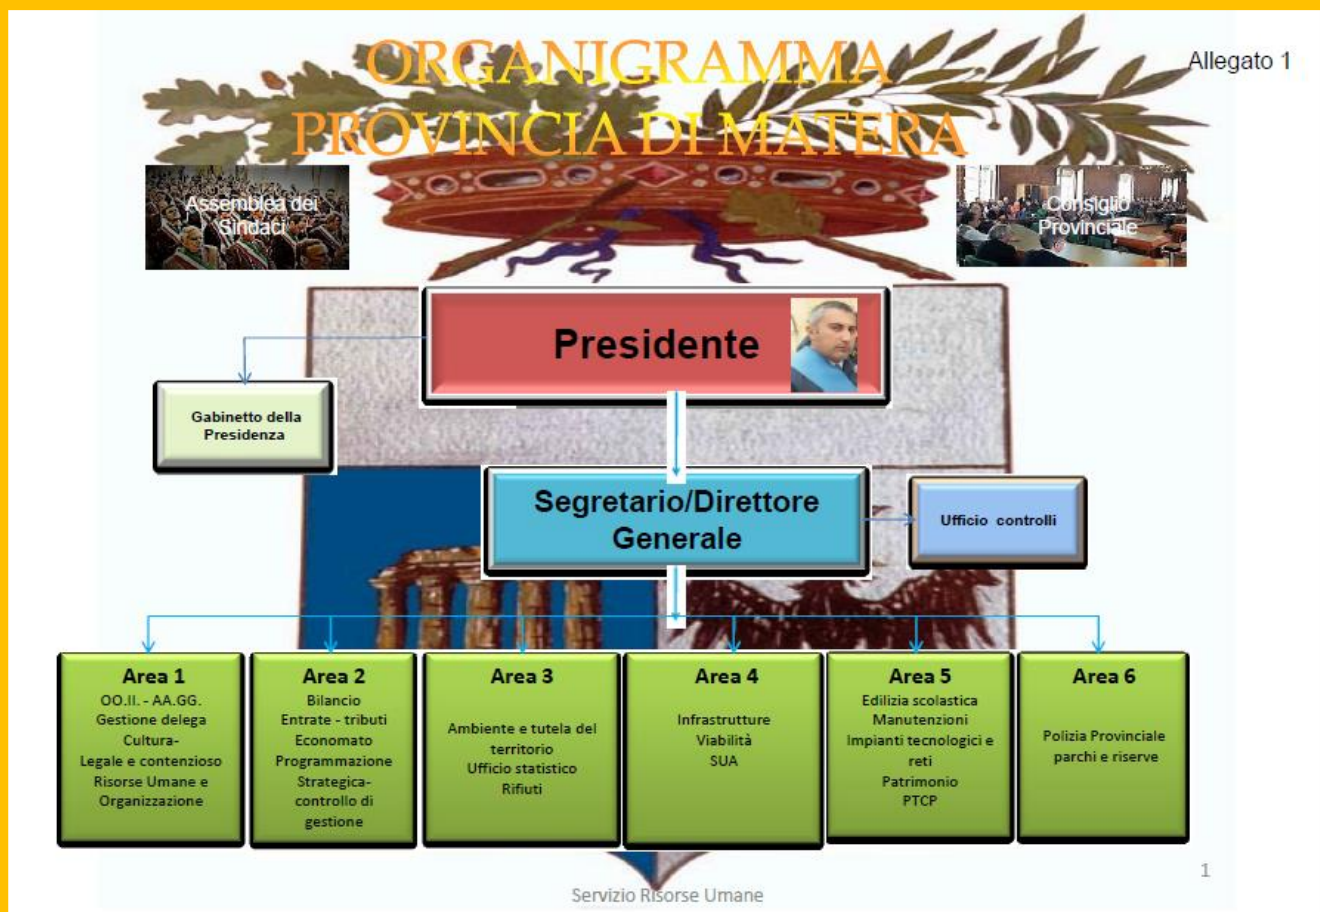 ORGANIGRAMMA
PROVINCIA DI MATERA
Allegato 1
Assemblea dei
Sindaci
Consiglio
Provinciale
Presidente
Gabinetto della
Presidenza
Segretario/Direttore
Generale
Ufficio controlli
Area 1
OO.II. - AA.GG.
Gestione delega
Cultura-
Legale e contenzioso
Risorse Umane e
Organizzazione
Area 2
Bilancio
Entrate - tributi
Economato
Programmazione
Strategica-
controllo di
gestione
Area 3
Ambiente e tutela del
territorio
Ufficio statistico
Rifiuti
Area 4
Infrastrutture
Viabilità
SUA
Area 5
Edilizia scolastica
Manutenzioni
Impianti tecnologici e
reti
Patrimonio
PTCP
Area 6
Polizia Provinciale
parchi e riserve
1
Servizio Risorse Umane